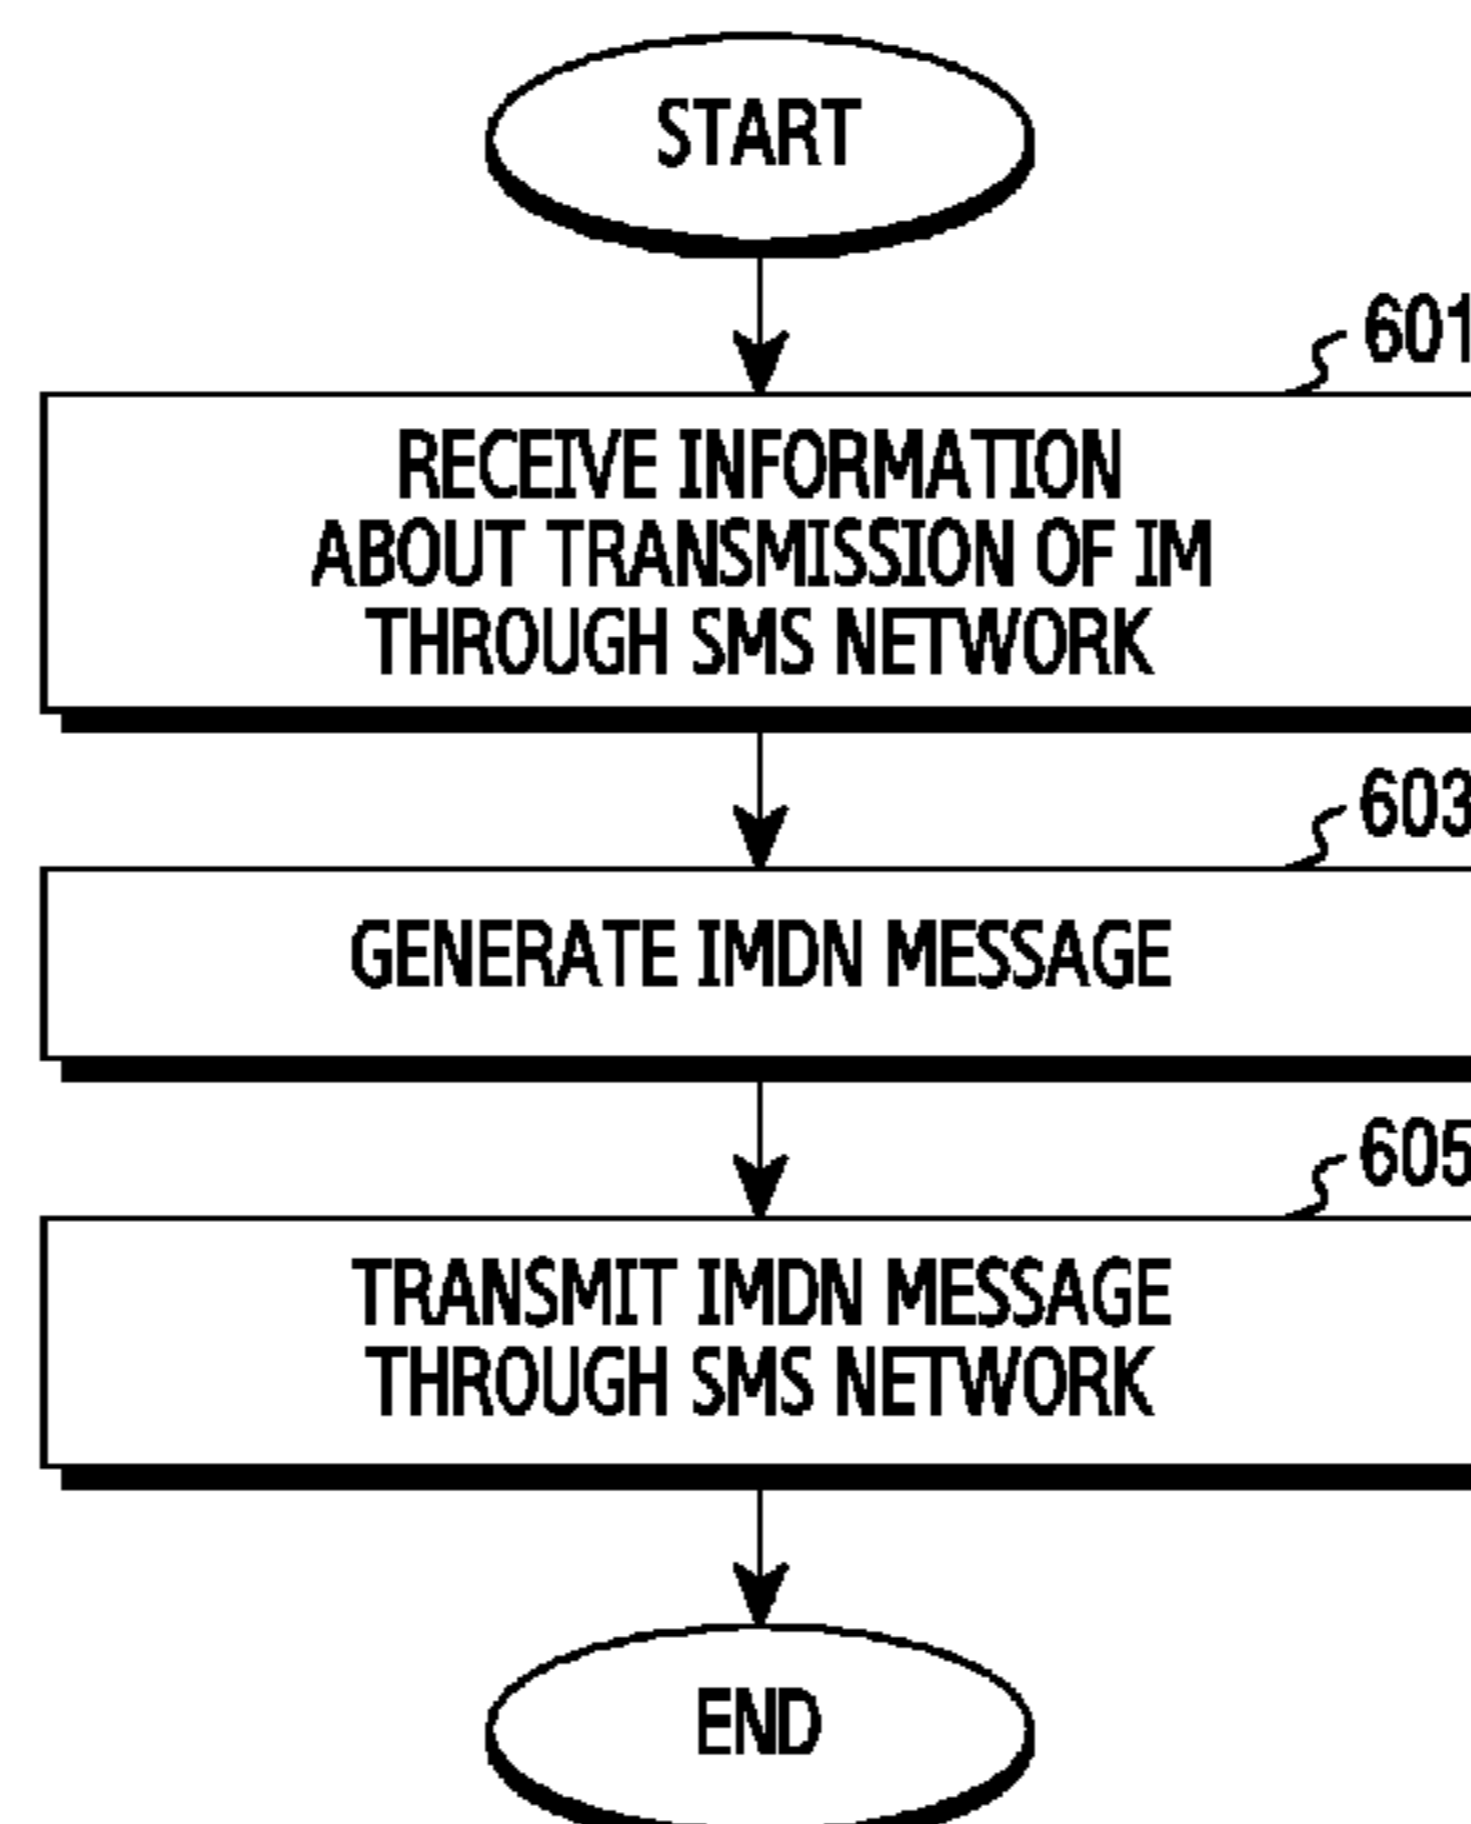 START
601
RECEIVE INFORMATION
ABOUT TRANSMISSION OF IM
THROUGH SMS NETWORK
603
GENERATE IMDN MESSAGE
605
TRANSMIT IMDN MESSAGE
THROUGH SMS NETWORK
END